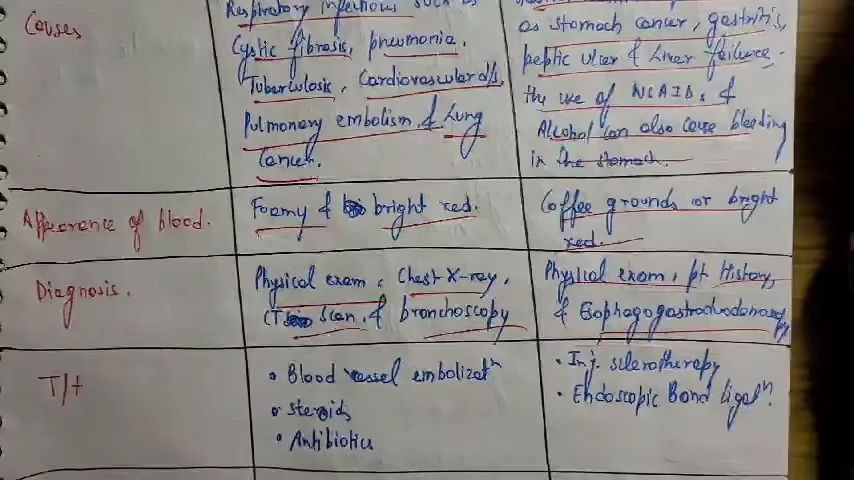 Causes
Respiratory infections such as
Cystic fibrosis, pneumonia,
Tuberculosis, Cardiovascular d/s,
Pulmonary embolism & Lung
Cancer.
as stomach cancer, gastritis,
peptic ulcer & Liver failure.
the use of NSAIDs, &
Alcohol can also cause bleeding
in the stomach.
Appearence of blood.
Foamy & bright red.
Coffee grounds or bright
red.
Diagnosis.
Physical exam, Chest X-ray,
CT scan, & bronchoscopy
Physical exam, pt History,
& Esophagogastroduodenoscopy
T/t
• Blood vessel embolizatⁿ
• steroids
• Antibiotics
• Inj. sclerotherapy
• Endoscopic Band ligatⁿ.